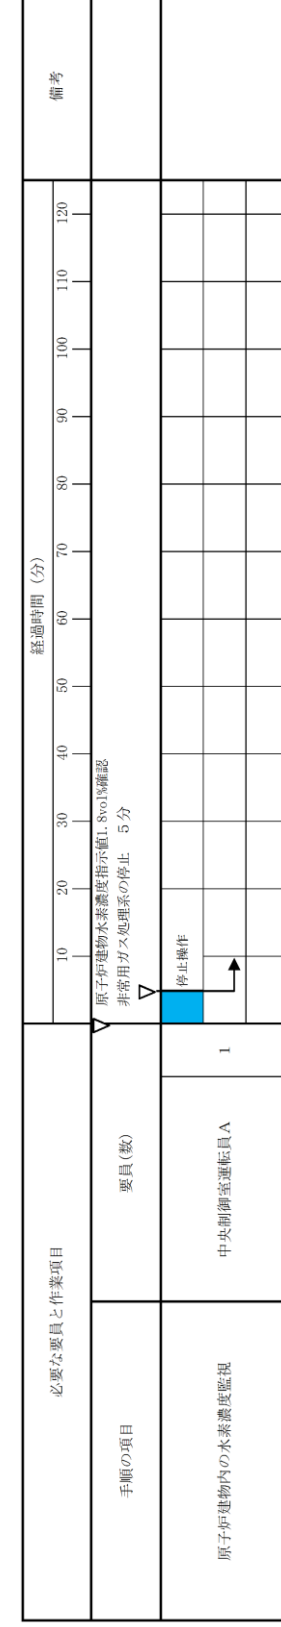 必要な要員と作業項目
経過時間（分）
備考
手順の項目
要員(数)
10 20 30 40 50 60 70 80 90 100 110 120
原子炉建物水素濃度指示値1.8vol%確認
非常用ガス処理系の停止 5分
原子炉建物内の水素濃度監視
中央制御室運転員A
1
停止操作